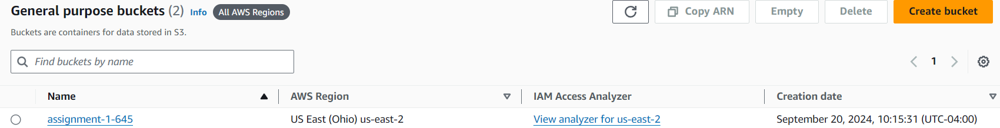 General purpose buckets (2) Info All AWS Regions Copy ARN Empty Delete Create bucket
Buckets are containers for data stored in S3.
Find buckets by name 1
Name AWS Region IAM Access Analyzer Creation date
assignment-1-645 US East (Ohio) us-east-2 View analyzer for us-east-2 September 20, 2024, 10:15:31 (UTC-04:00)